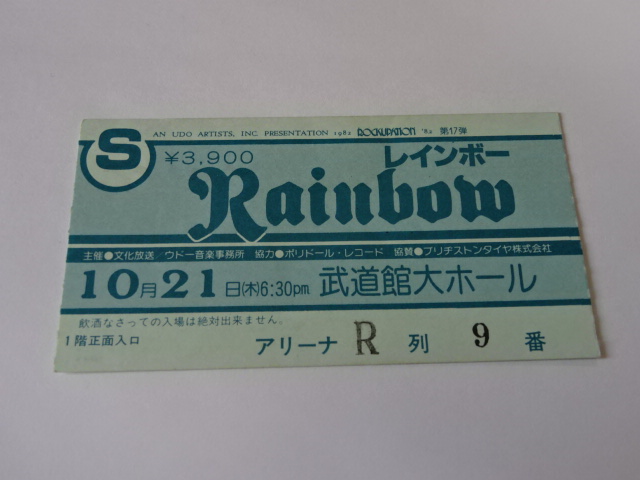 S
AN UDO ARTISTS, INC. PRESENTATION 1982 ROCKUPATION '82 第17弾
¥3,900 レインボー
Rainbow
主催●文化放送／ウドー音楽事務所 協力●ポリドール・レコード 協賛●ブリヂストンタイヤ株式会社
10月21日(木)6:30pm 武道館大ホール
飲酒なさっての入場は絶対出来ません。
1階正面入口 アリーナ R 列 9 番